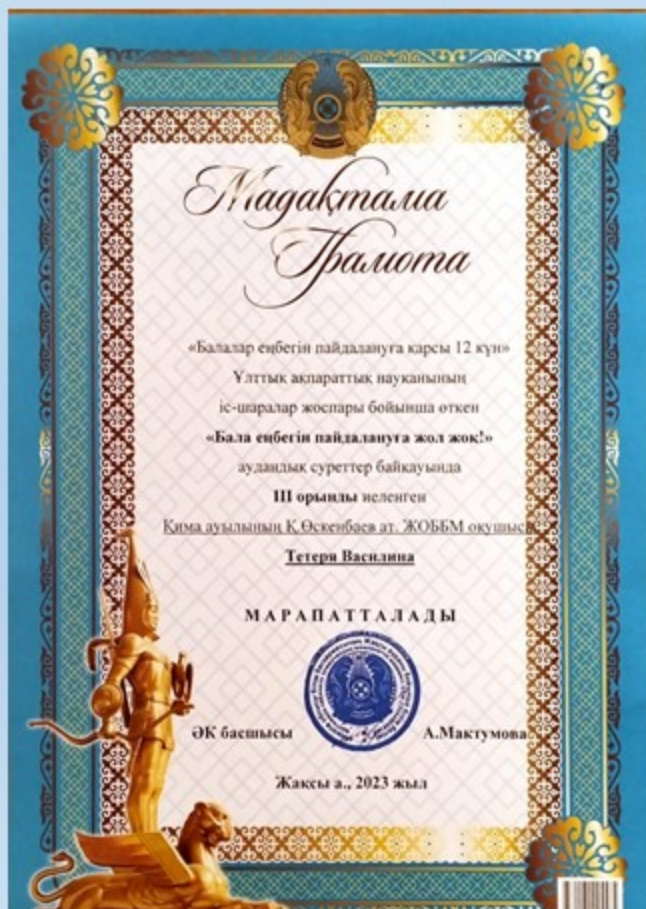 Мадақтама
Грамота
«Балалар еңбегін пайдалануға қарсы 12 күн»
Ұлттық ақпараттық науқанының
іс-шаралар жоспары бойынша өткен
«Бала еңбегін пайдалануға жол жоқ!»
аудандық суреттер байқауында
III орынды иеленген
Қима ауылының Қ.Өскенбаев ат. ЖОББМ оқушысы
Тетеря Василина
МАРАПАТТАЛАДЫ
ӘК басшысы А.Мактумова
Жақсы а., 2023 жыл